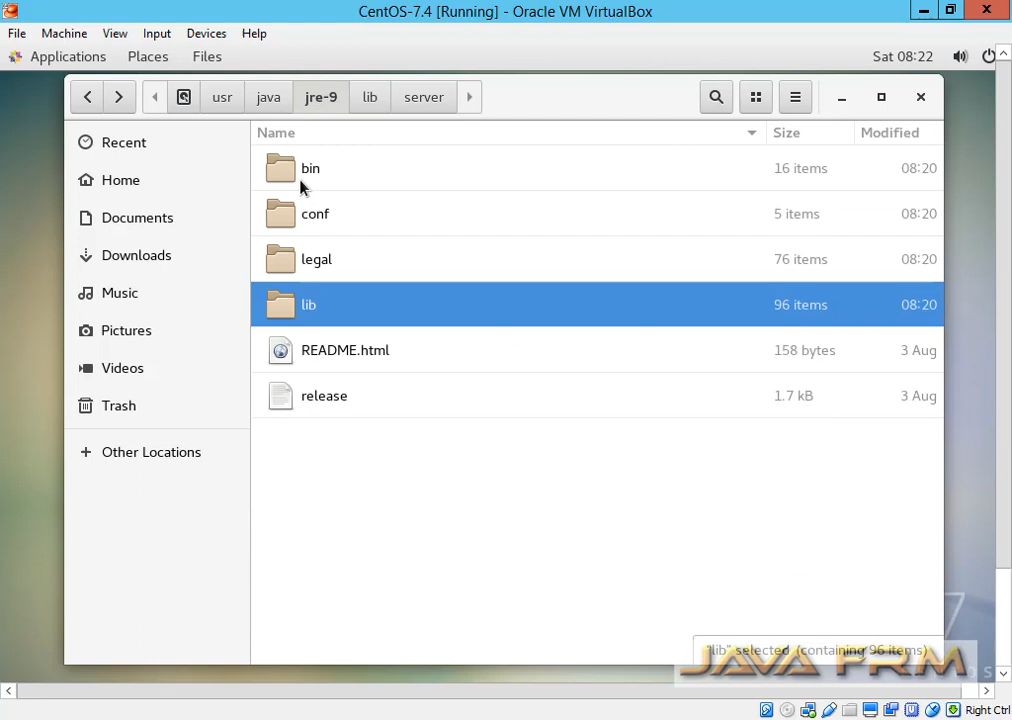 CentOS-7.4 [Running] - Oracle VM VirtualBox
File Machine View Input Devices Help
Applications Places Files Sat 08:22
usr java jre-9 lib server
Name Size Modified
Recent
Home
Documents
Downloads
Music
Pictures
Videos
Trash
+ Other Locations
bin 16 items 08:20
conf 5 items 08:20
legal 76 items 08:20
lib 96 items 08:20
README.html 158 bytes 3 Aug
release 1.7 kB 3 Aug
7
"lib" selected (containing 96 items)
JAVA FRM
O S
Right Ctrl